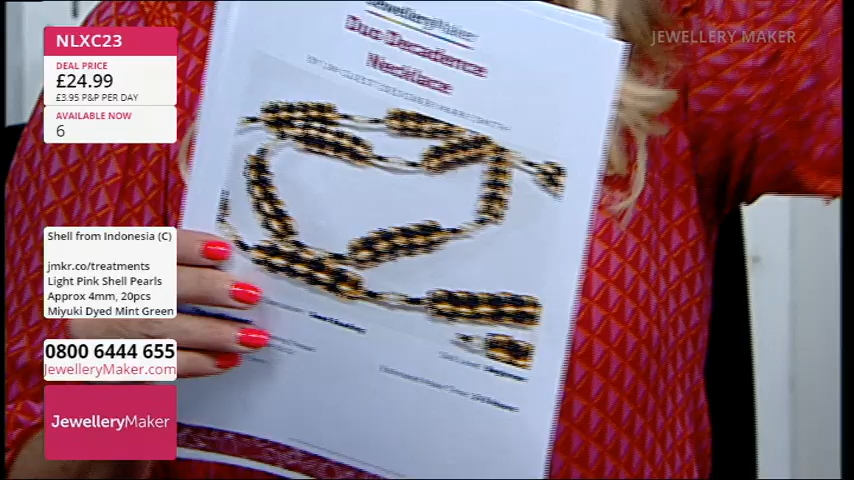 NLXC23
DEAL PRICE
£24.99
£3.95 P&P PER DAY
AVAILABLE NOW
6
Shell from Indonesia (C)
jmkr.co/treatments
Light Pink Shell Pearls
Approx 4mm, 20pcs
Miyuki Dyed Mint Green
0800 6444 655
JewelleryMaker.com
JewelleryMaker
JEWELLERY MAKER
JewelleryMaker
Duo Decadence
Necklace